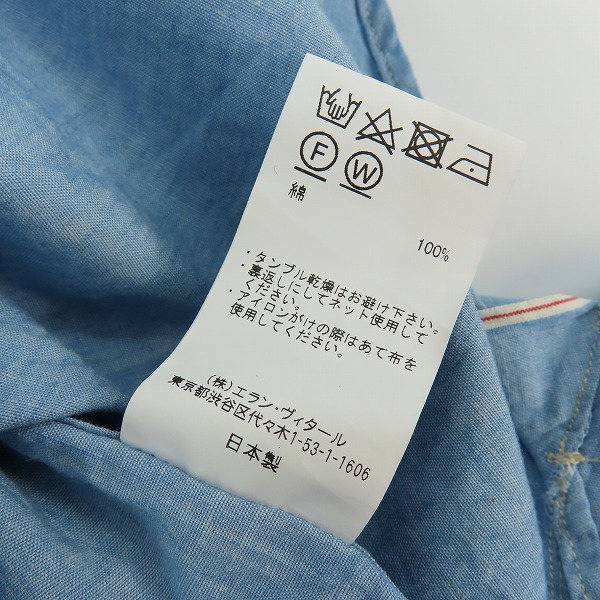 F W
綿
100%
・タンブル乾燥はお避け下さい。
・裏返しにしてネット使用して
ください。
・アイロンがけの際はあて布を
使用してください。
(株)エラン・ヴィタール
東京都渋谷区代々木1-53-1-1606
日本製